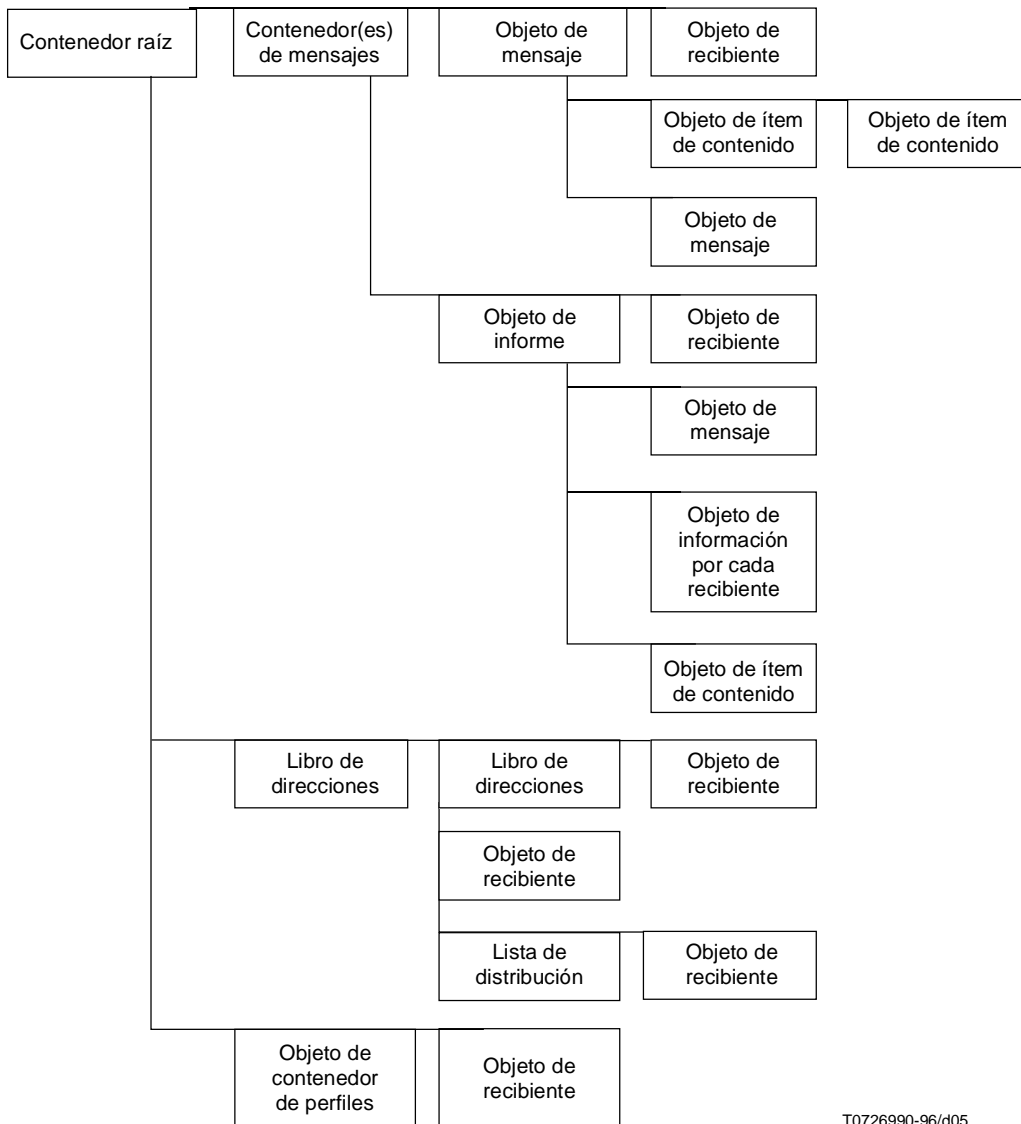 Contenedor raíz
Contenedor(es)
de mensajes
Objeto de
mensaje
Objeto de
recibiente
Objeto de ítem
de contenido
Objeto de ítem
de contenido
Objeto de
mensaje
Objeto de
informe
Objeto de
recibiente
Objeto de
mensaje
Objeto de
información
por cada
recibiente
Objeto de ítem
de contenido
Libro de
direcciones
Libro de
direcciones
Objeto de
recibiente
Objeto de
recibiente
Lista de
distribución
Objeto de
recibiente
Objeto de
contenedor
de perfiles
Objeto de
recibiente
T0726990-96/d05